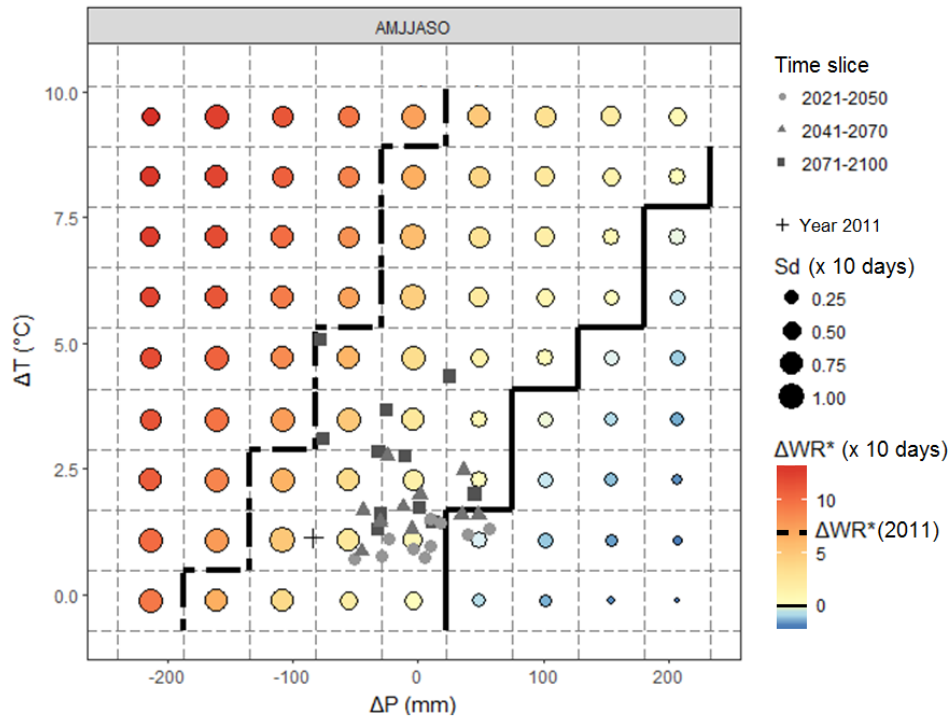 AMJJASO
10.0
7.5
5.0
2.5
0.0
ΔT (°C)
-200
-100
0
100
200
ΔP (mm)
Time slice
2021-2050
2041-2070
2071-2100
Year 2011
Sd (x 10 days)
0.25
0.50
0.75
1.00
ΔWR* (x 10 days)
10
ΔWR*(2011)
5
0